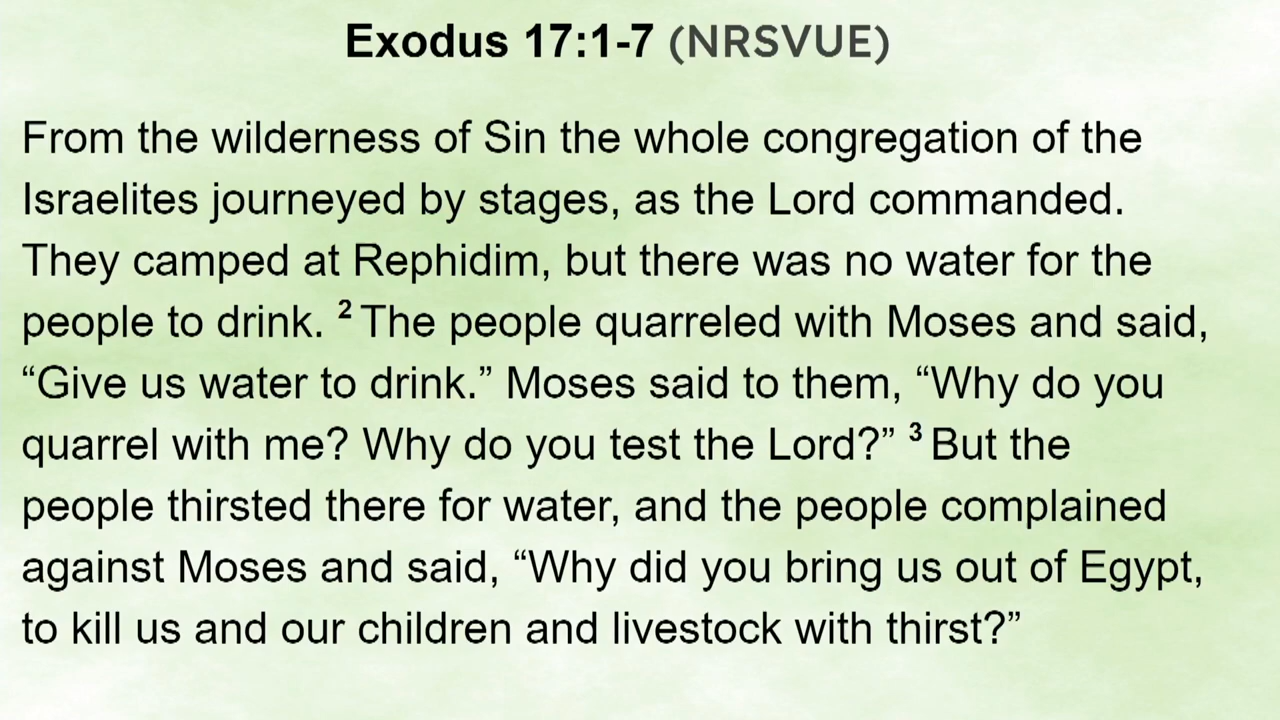 Exodus 17:1-7 (NRSVUE)
From the wilderness of Sin the whole congregation of the
Israelites journeyed by stages, as the Lord commanded.
They camped at Rephidim, but there was no water for the
people to drink. ² The people quarreled with Moses and said,
“Give us water to drink.” Moses said to them, “Why do you
quarrel with me? Why do you test the Lord?” ³ But the
people thirsted there for water, and the people complained
against Moses and said, “Why did you bring us out of Egypt,
to kill us and our children and livestock with thirst?”